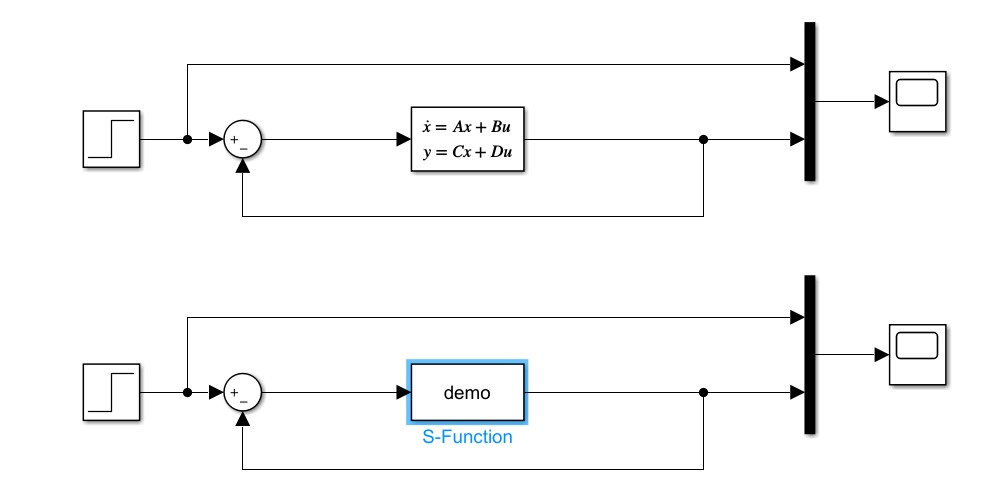 +
−
ẋ = Ax + Bu
y = Cx + Du
+
−
demo
S-Function